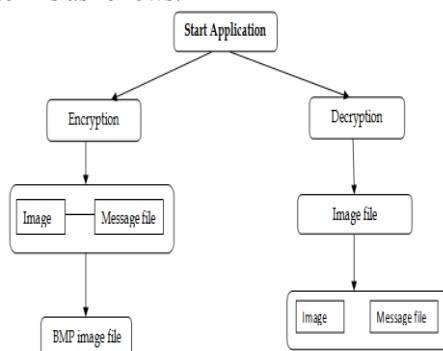 Start Application
Encryption
Decryption
Image
Message file
Image file
BMP image file
Image
Message file